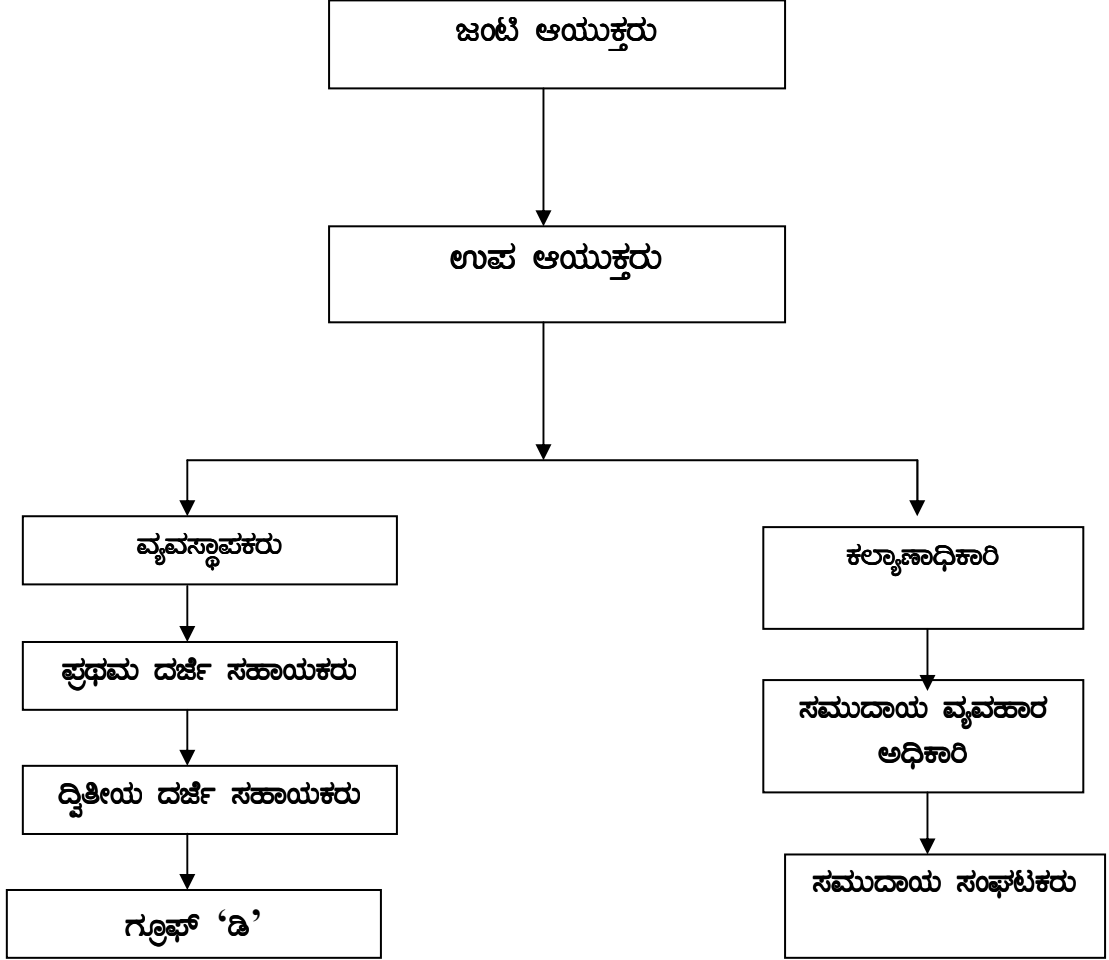 ಜಂಟಿ ಆಯುಕ್ತರು
ಉಪ ಆಯುಕ್ತರು
ವ್ಯವಸ್ಥಾಪಕರು
ಪ್ರಥಮ ದರ್ಜೆ ಸಹಾಯಕರು
ದ್ವಿತೀಯ ದರ್ಜೆ ಸಹಾಯಕರು
ಗ್ರೂಫ್ ‘ಡಿ’
ಕಲ್ಯಾಣಾಧಿಕಾರಿ
ಸಮುದಾಯ ವ್ಯವಹಾರ
ಅಧಿಕಾರಿ
ಸಮುದಾಯ ಸಂಘಟಕರು